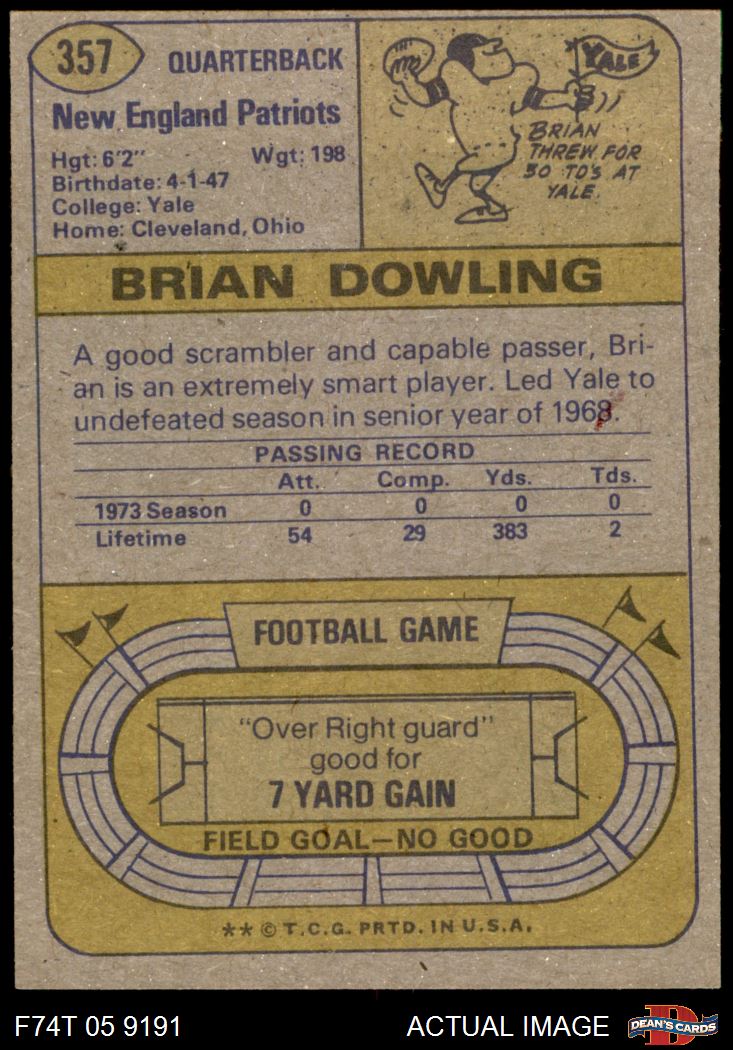 357
QUARTERBACK
New England Patriots
Hgt: 6'2" Wgt: 198
Birthdate: 4-1-47
College: Yale
Home: Cleveland, Ohio
YALE
BRIAN
THREW FOR
30 TD'S AT
YALE.
BRIAN DOWLING
A good scrambler and capable passer, Bri-
an is an extremely smart player. Led Yale to
undefeated season in senior year of 1968.
PASSING RECORD
Att. Comp. Yds. Tds.
1973 Season 0 0 0 0
Lifetime 54 29 383 2
FOOTBALL GAME
"Over Right guard"
good for
7 YARD GAIN
FIELD GOAL—NO GOOD
** © T.C.G. PRTD. IN U.S.A.
F74T 05 9191 ACTUAL IMAGE
D
DEAN'S CARDS